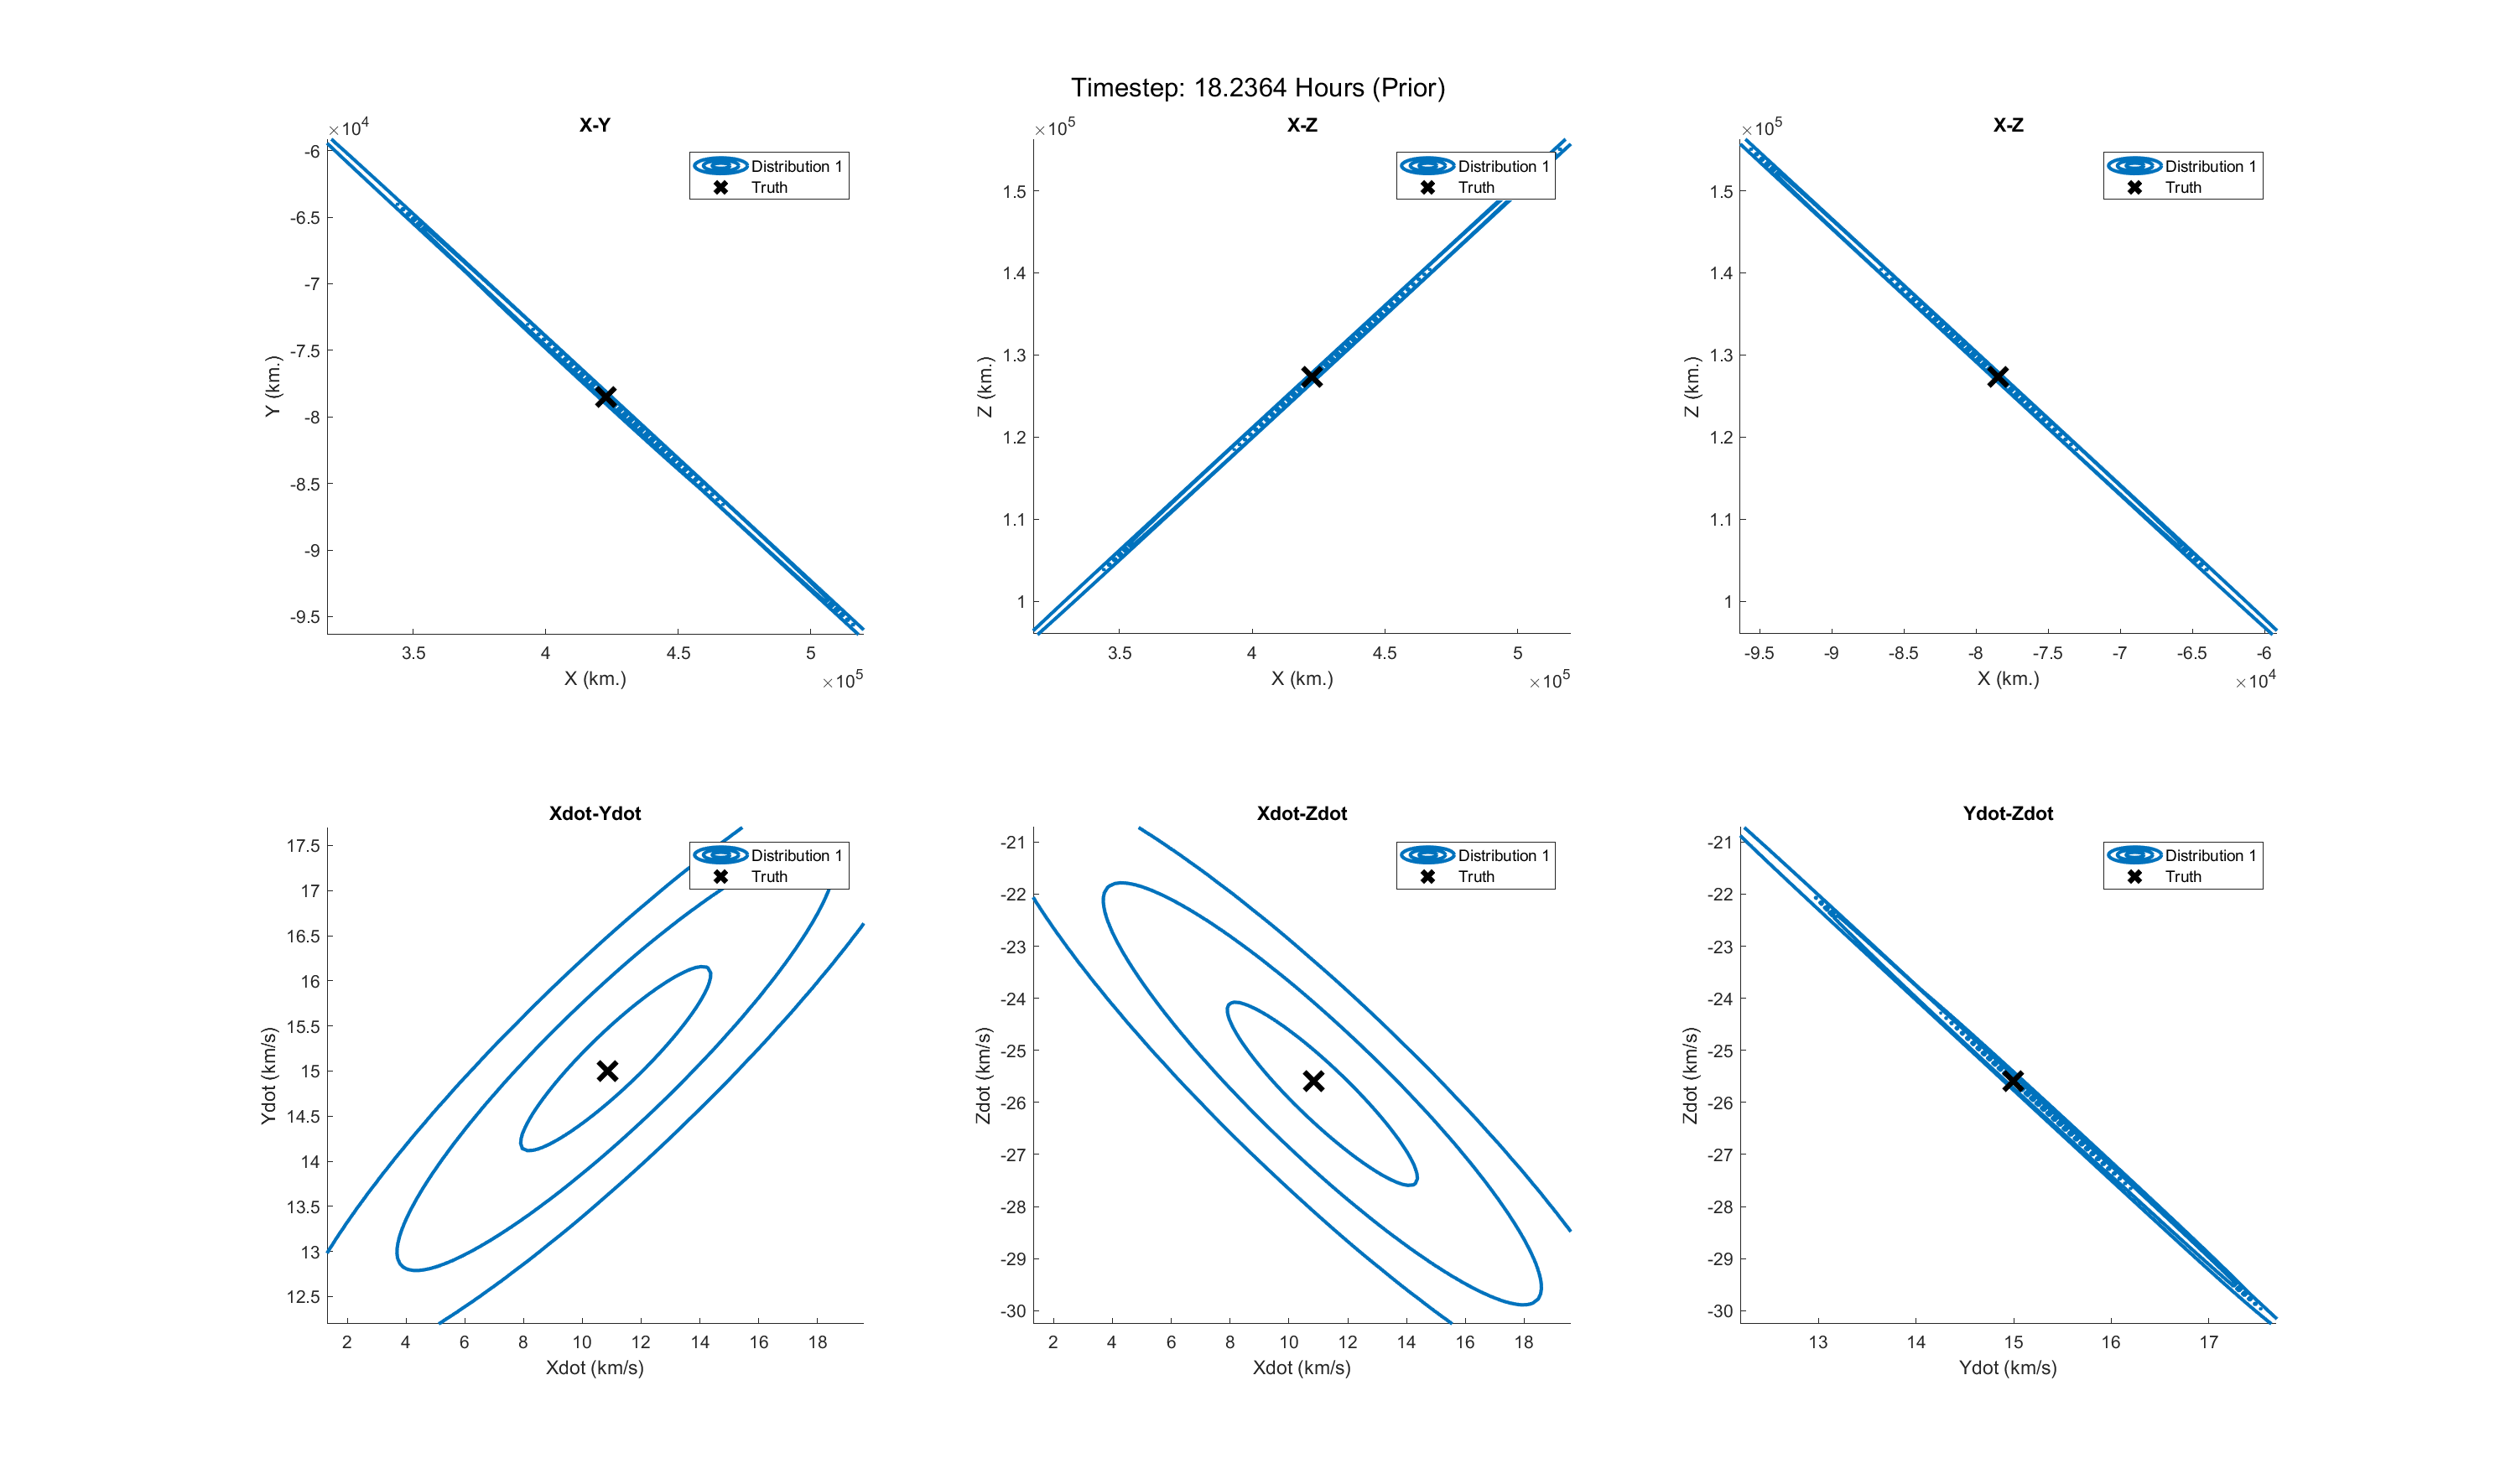 Timestep: 18.2364 Hours (Prior)
X-Y
×10^4
-6
-6.5
-7
-7.5
-8
-8.5
-9
-9.5
Y (km.)
3.5 4 4.5 5
X (km.)
×10^5
Distribution 1
Truth
X-Z
×10^5
1.5
1.4
1.3
1.2
1.1
1
Z (km.)
3.5 4 4.5 5
X (km.)
×10^5
Distribution 1
Truth
X-Z
×10^5
1.5
1.4
1.3
1.2
1.1
1
Z (km.)
-9.5 -9 -8.5 -8 -7.5 -7 -6.5 -6
X (km.)
×10^4
Distribution 1
Truth
Xdot-Ydot
17.5
17
16.5
16
15.5
15
14.5
14
13.5
13
12.5
Ydot (km/s)
2 4 6 8 10 12 14 16 18
Xdot (km/s)
Distribution 1
Truth
Xdot-Zdot
-21
-22
-23
-24
-25
-26
-27
-28
-29
-30
Zdot (km/s)
2 4 6 8 10 12 14 16 18
Xdot (km/s)
Distribution 1
Truth
Ydot-Zdot
-21
-22
-23
-24
-25
-26
-27
-28
-29
-30
Zdot (km/s)
13 14 15 16 17
Ydot (km/s)
Distribution 1
Truth